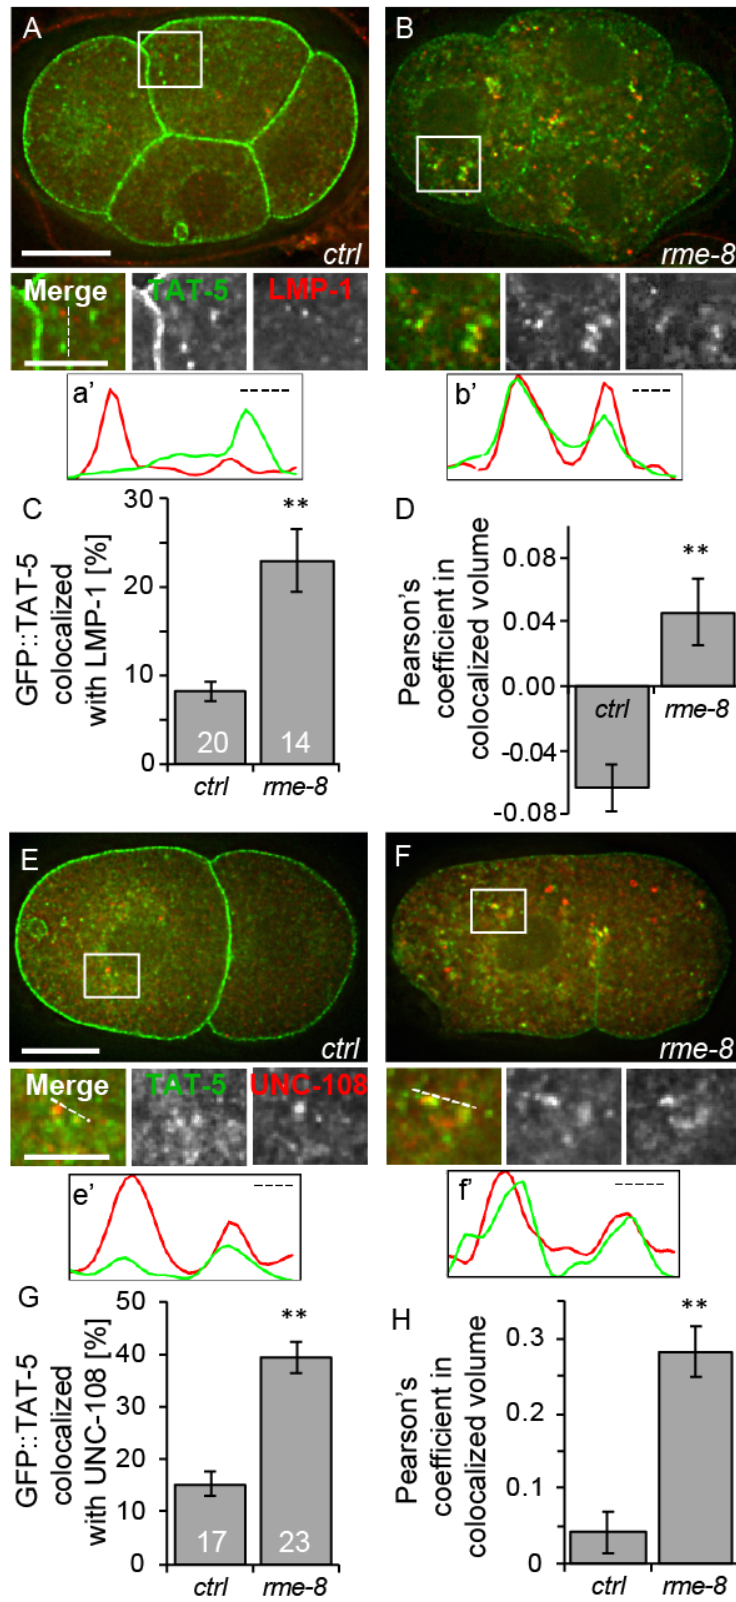 A
ctrl
B
rme-8
Merge
TAT-5
LMP-1
a’
b’
C
GFP::TAT-5
colocalized
with LMP-1 [%]
30
20
10
0
**
20
14
ctrl
rme-8
D
Pearson’s
coefficient in
colocalized volume
0.08
0.04
0.00
-0.04
-0.08
**
ctrl
rme-8
E
ctrl
F
rme-8
Merge
TAT-5
UNC-108
e’
f’
G
GFP::TAT-5
colocalized
with UNC-108 [%]
50
40
30
20
10
0
**
17
23
ctrl
rme-8
H
Pearson’s
coefficient in
colocalized volume
0.3
0.2
0.1
0
**
ctrl
rme-8